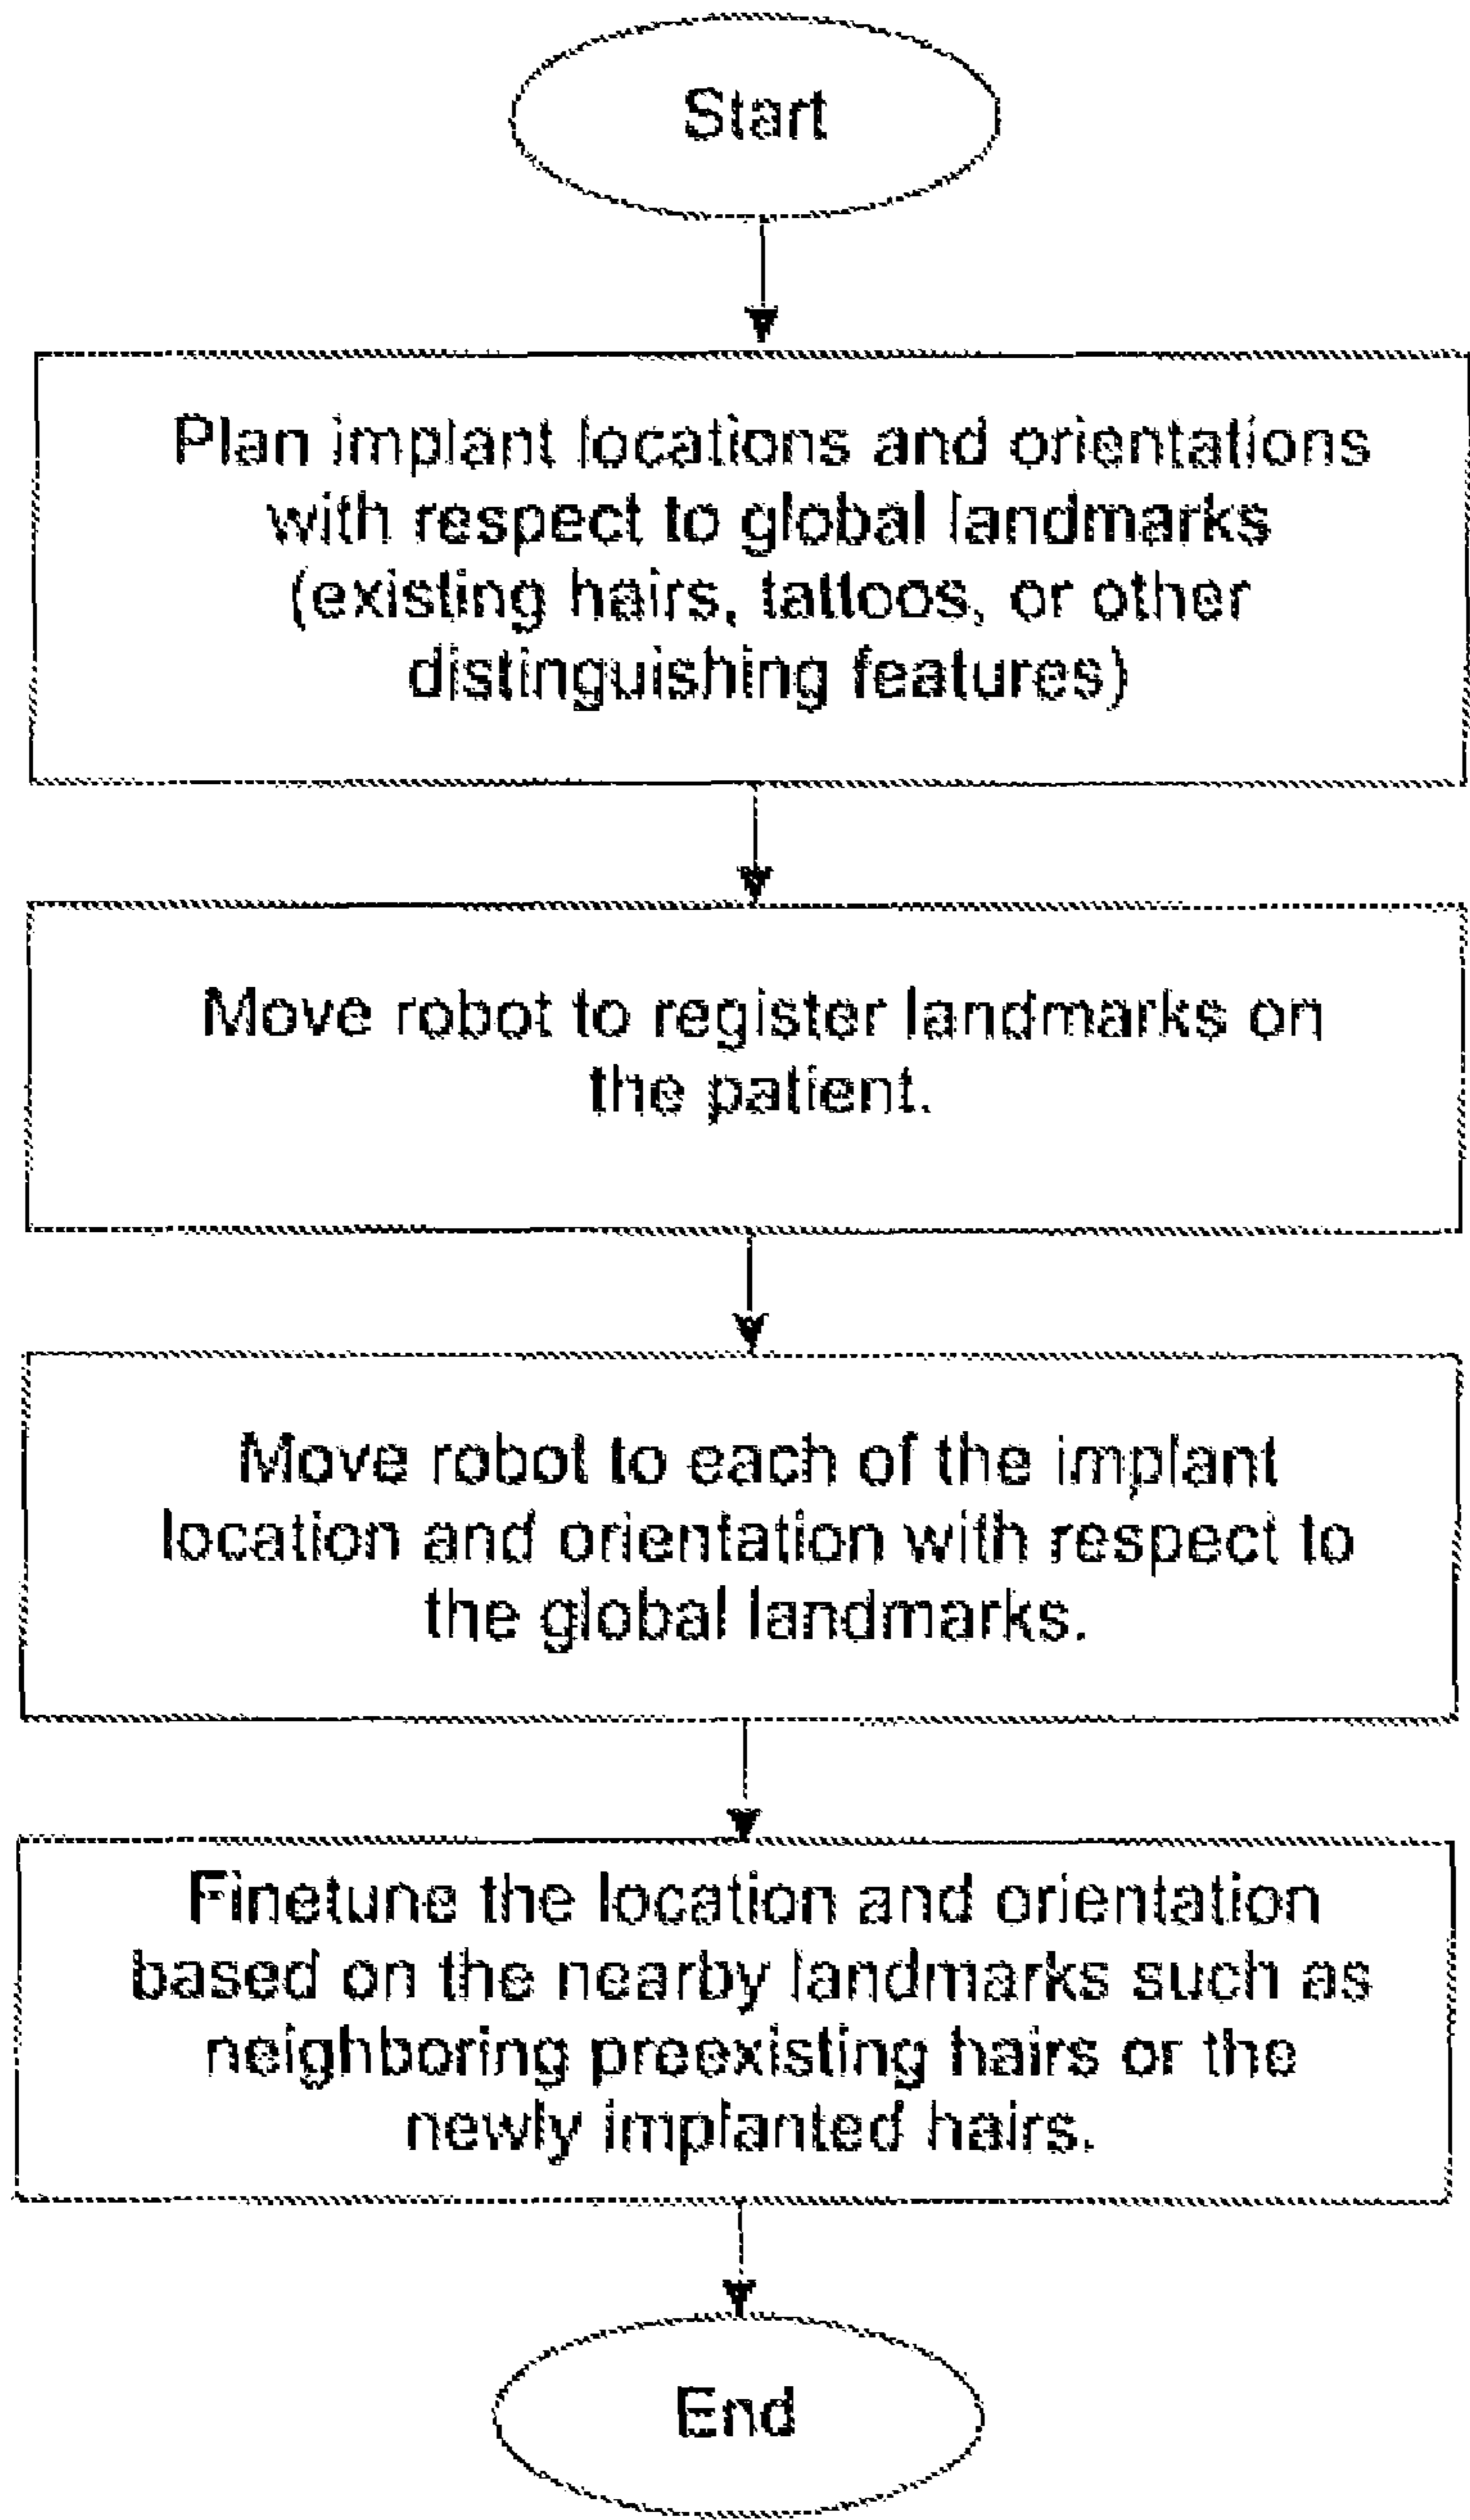 Start
Plan implant locations and orientations
with respect to global landmarks
(existing hairs, tattoos, or other
distinguishing features)
Move robot to register landmarks on
the patient.
Move robot to each of the implant
location and orientation with respect to
the global landmarks.
Finetune the location and orientation
based on the nearby landmarks such as
neighboring preexisting hairs or the
newly implanted hairs.
End